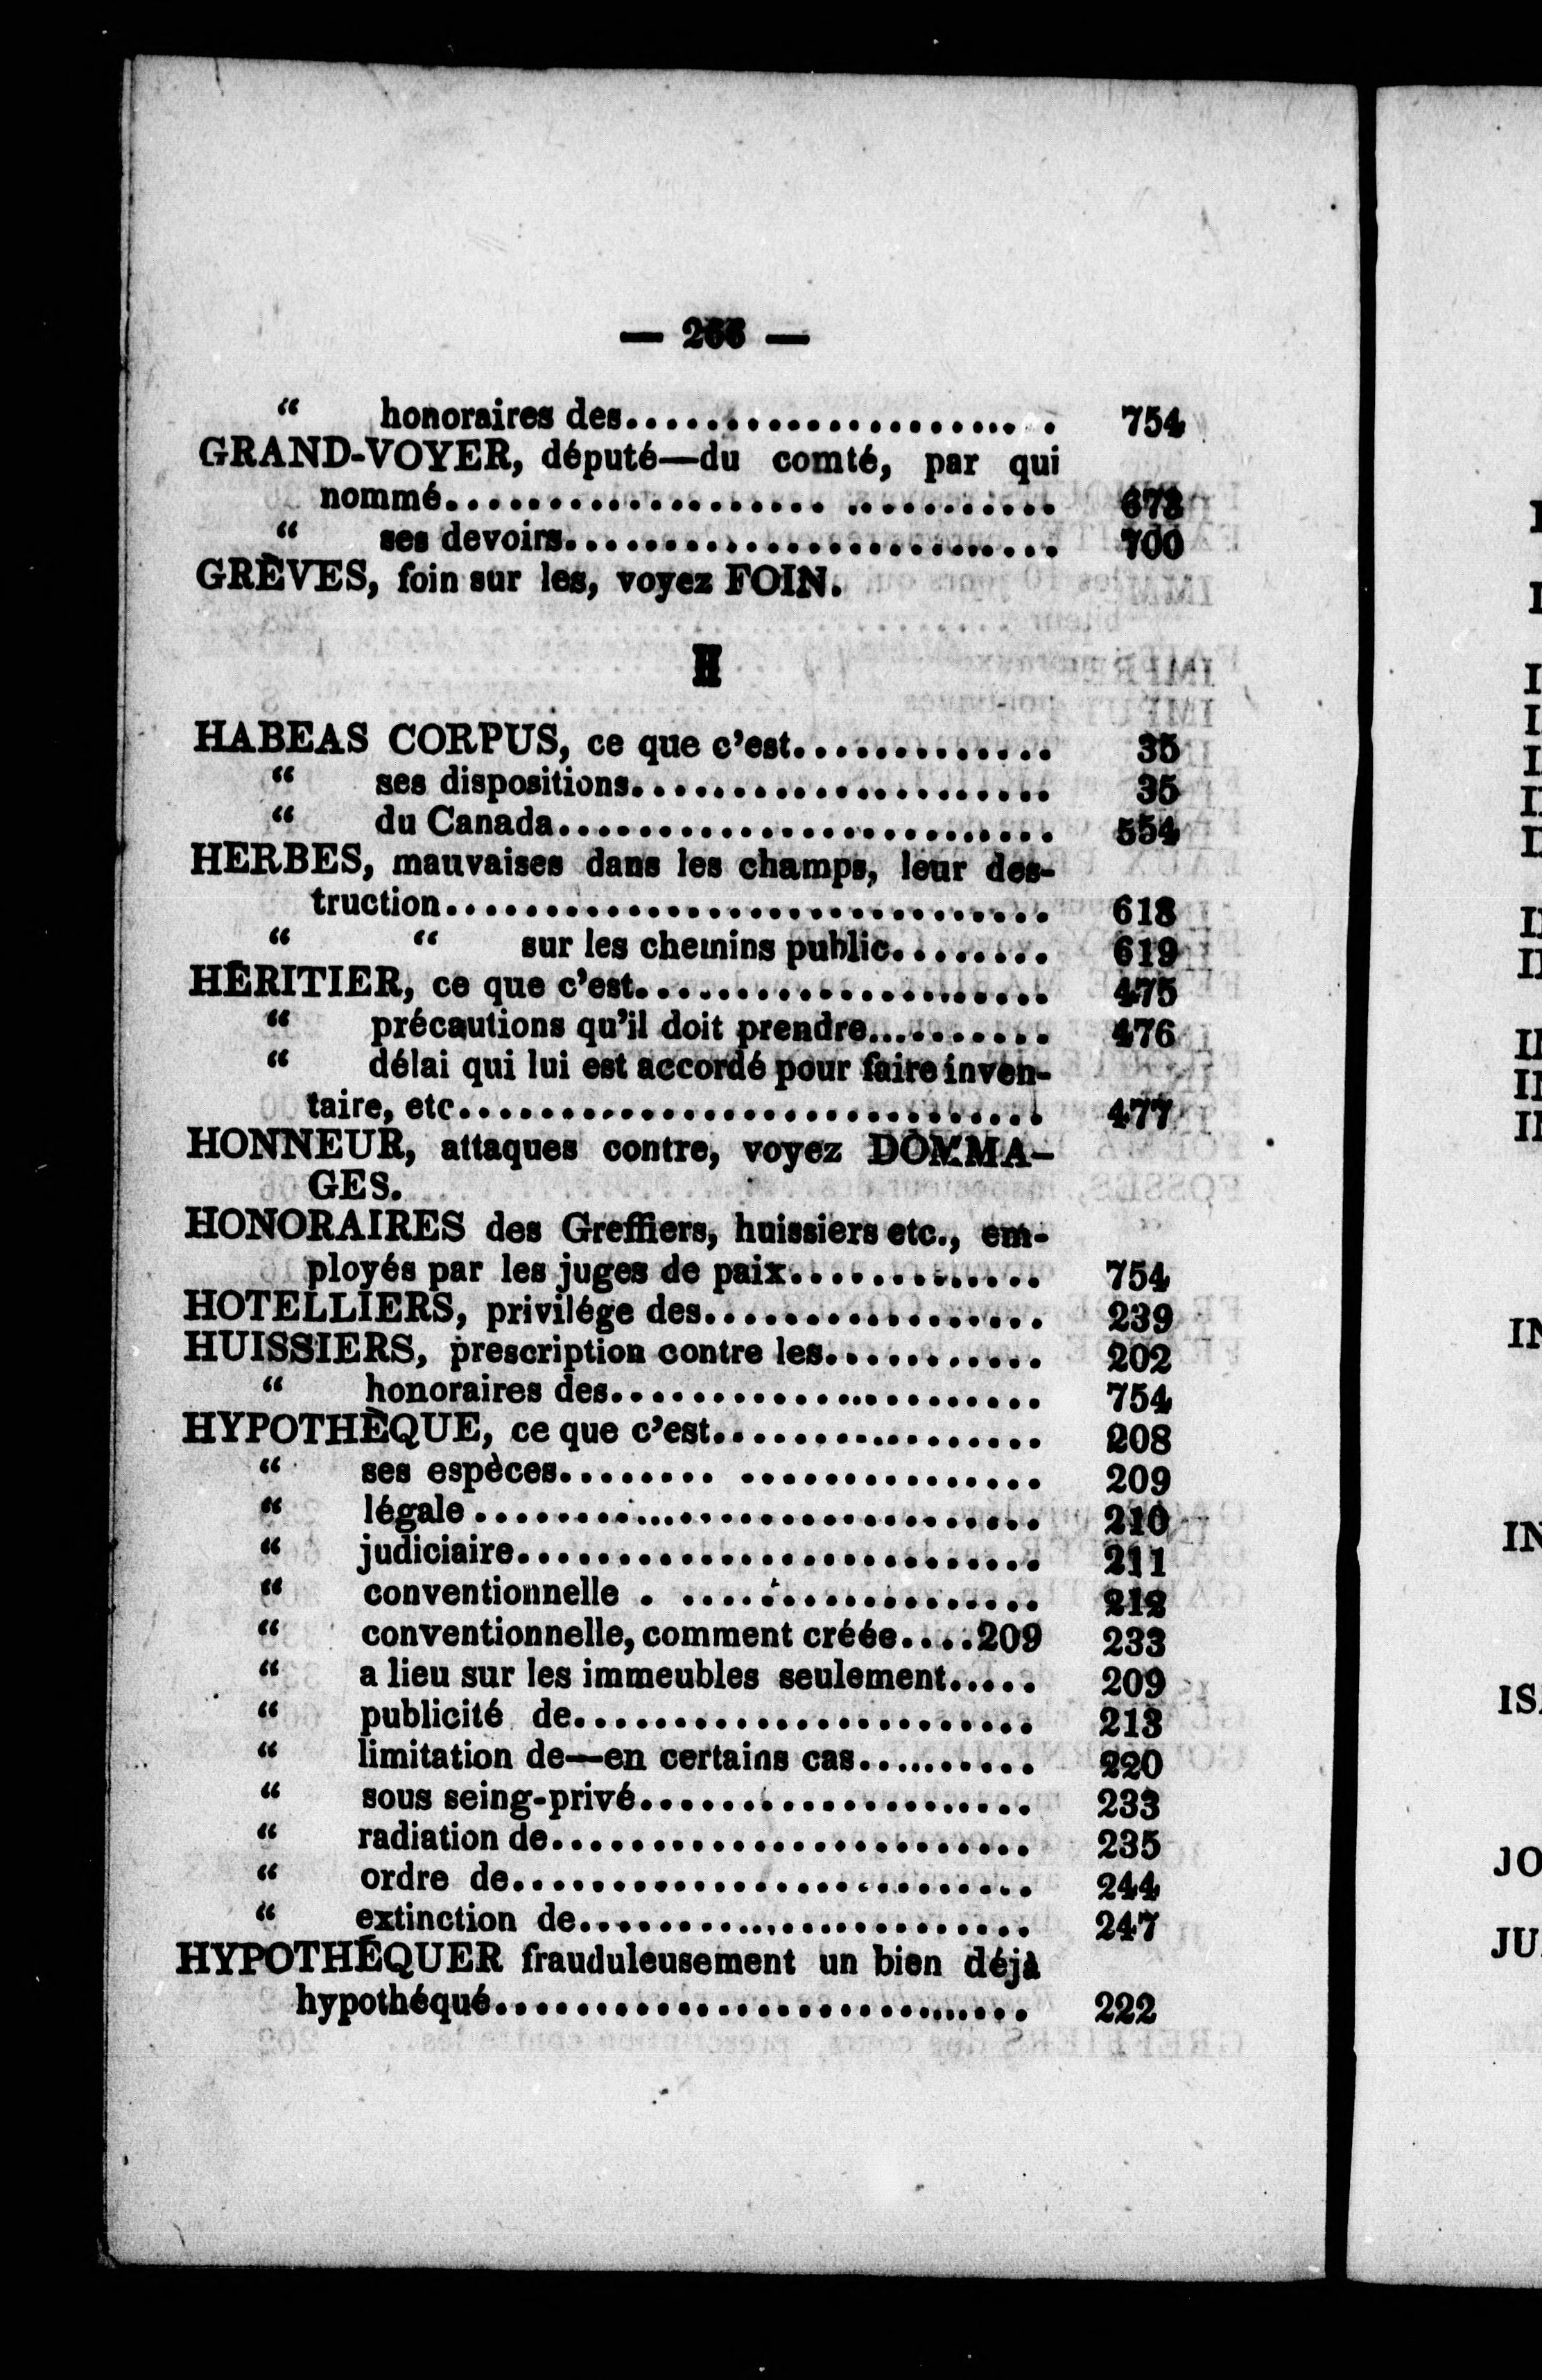 — 266 —
“ honoraires des...................... . 754
GRAND-VOYER, député—du comté, par qui
nommé................... ........... 673
“ ses devoirs......................... 700
GRÈVES, foin sur les, voyez FOIN.
H
HABEAS CORPUS, ce que c’est............. 35
“ ses dispositions..................... 35
“ du Canada......................... 554
HERBES, mauvaises dans les champs, leur des-
truction.............................. 618
“ “ sur les chemins public........ 619
HÉRITIER, ce que c’est..................... 475
“ précautions qu’il doit prendre.......... 476
“ délai qui lui est accordé pour faire inven-
taire, etc............................. 477
HONNEUR, attaques contre, voyez DOMMA-
GES.
HONORAIRES des Greffiers, huissiers etc., em-
ployés par les juges de paix............. 754
HOTELLIERS, privilége des................. 239
HUISSIERS, prescription contre les........... 202
“ honoraires des...................... 754
HYPOTHÈQUE, ce que c’est................. 208
“ ses espèces........ ............... 209
“ légale ............................. 210
“ judiciaire.......................... 211
“ conventionnelle . .................. 212
“ conventionnelle, comment créée....209 233
“ a lieu sur les immeubles seulement..... 209
“ publicité de....................... 213
“ limitation de—en certains cas.......... 220
“ sous seing-privé.................... 233
“ radiation de........................ 235
“ ordre de.......................... 244
“ extinction de....................... 247
HYPOTHÉQUER frauduleusement un bien déjà
hypothéqué........................... 222